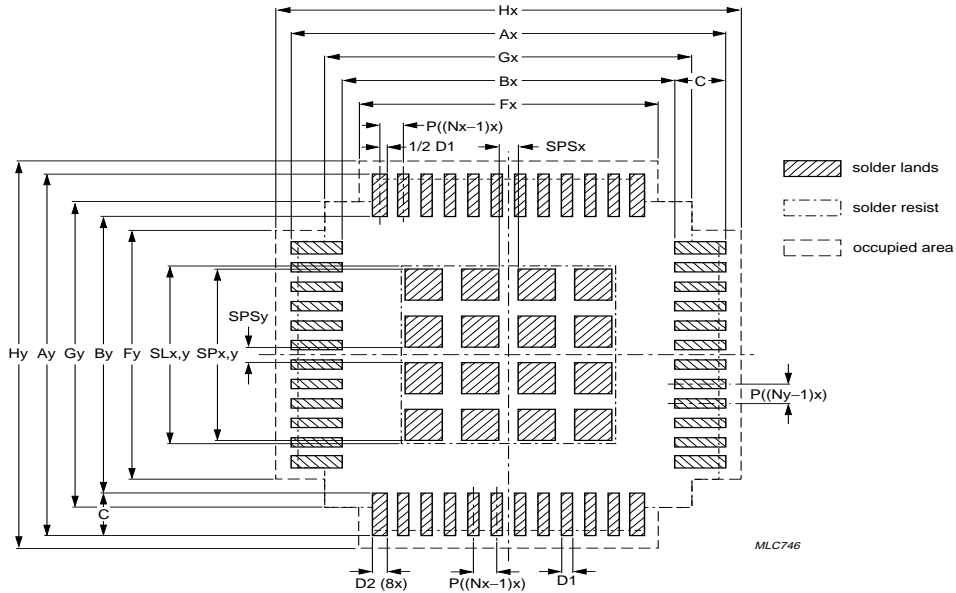 Hx
Ax
Gx
Bx
C
Fx
P((Nx–1)x)
1/2 D1
SPSx
solder lands
solder resist
occupied area
SPSy
Hy
Ay
Gy
By
Fy
SLx,y
SPx,y
P((Ny–1)x)
C
D2 (8x)
P((Nx–1)x)
D1
MLC746